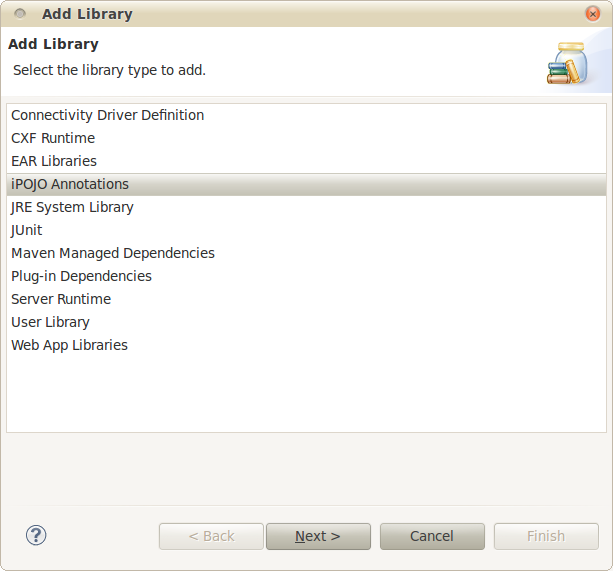 Add Library
Add Library
Select the library type to add.
Connectivity Driver Definition
CXF Runtime
EAR Libraries
iPOJO Annotations
JRE System Library
JUnit
Maven Managed Dependencies
Plug-in Dependencies
Server Runtime
User Library
Web App Libraries
? < Back Next > Cancel Finish